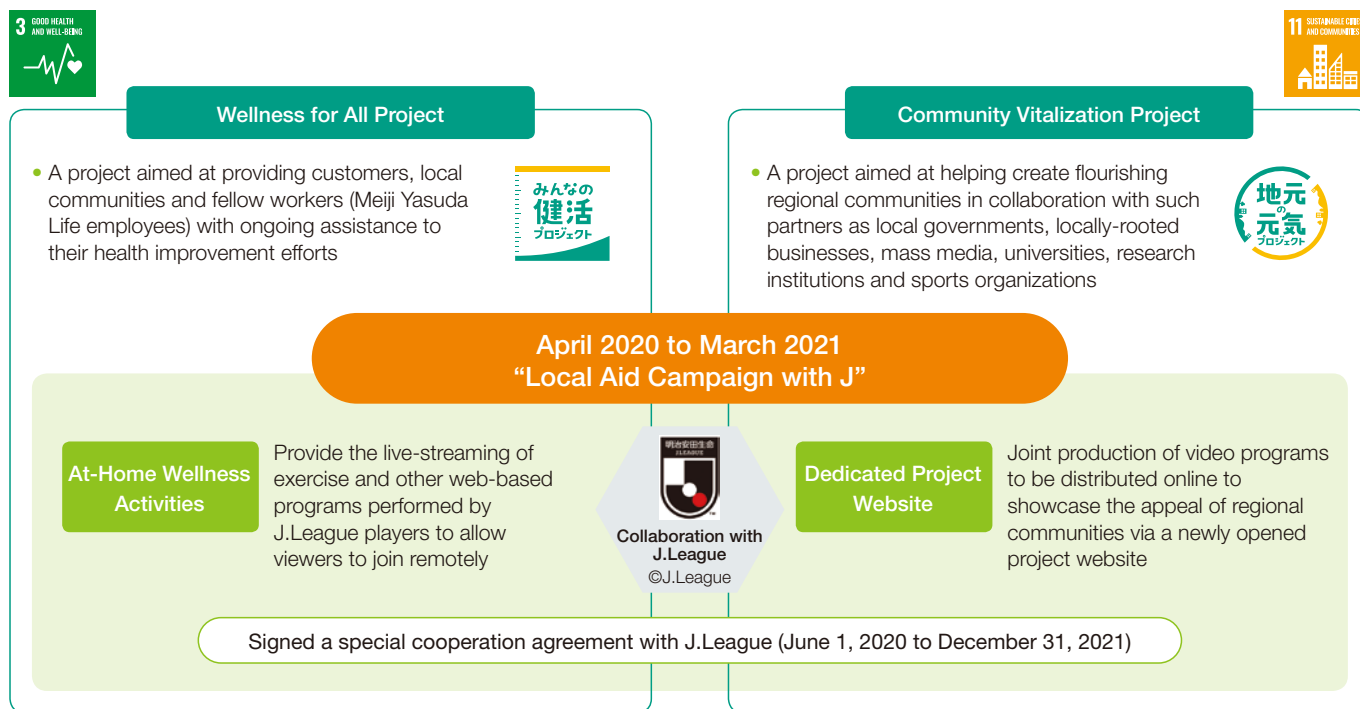 3 GOOD HEALTH
AND WELL-BEING
11 SUSTAINABLE CITIES
AND COMMUNITIES
Wellness for All Project
• A project aimed at providing customers, local
communities and fellow workers (Meiji Yasuda
Life employees) with ongoing assistance to
their health improvement efforts
みんなの
健活
プロジェクト
Community Vitalization Project
• A project aimed at helping create flourishing
regional communities in collaboration with such
partners as local governments, locally-rooted
businesses, mass media, universities, research
institutions and sports organizations
地元
の
元気
プロジェクト
April 2020 to March 2021
“Local Aid Campaign with J”
At-Home Wellness
Activities
Provide the live-streaming of
exercise and other web-based
programs performed by
J.League players to allow
viewers to join remotely
明治安田生命
J.LEAGUE
Collaboration with
J.League
©J.League
Dedicated Project
Website
Joint production of video programs
to be distributed online to
showcase the appeal of regional
communities via a newly opened
project website
Signed a special cooperation agreement with J.League (June 1, 2020 to December 31, 2021)